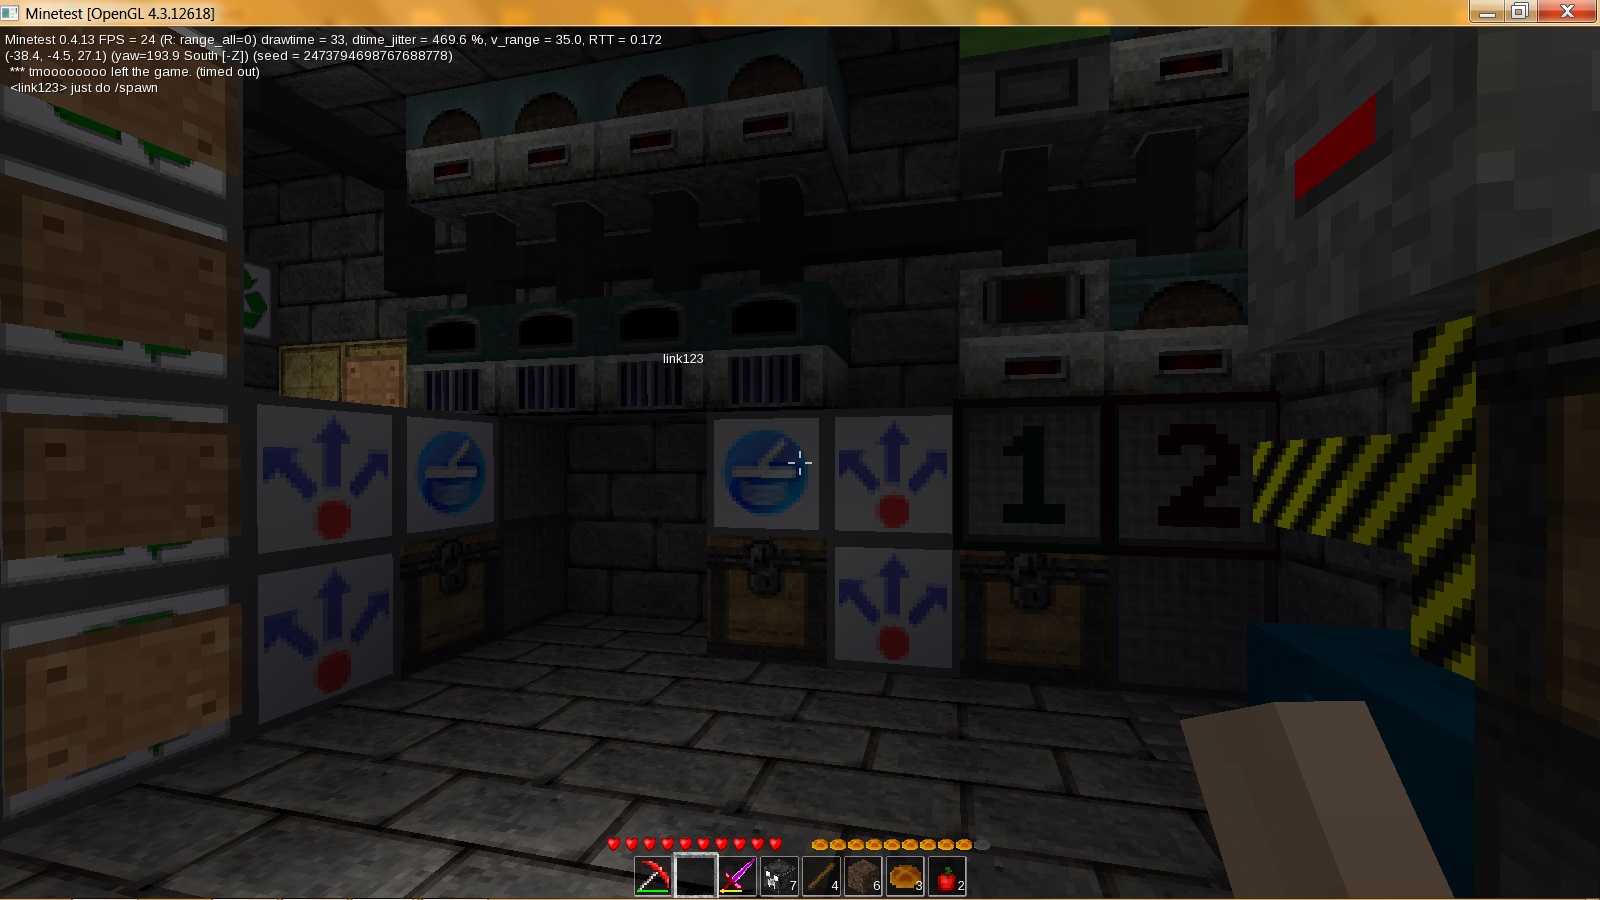 Minetest [OpenGL 4.3.12618]
Minetest 0.4.13 FPS = 24 (R: range_all=0) drawtime = 33, dtime_jitter = 469.6 %, v_range = 35.0, RTT = 0.172
(-38.4, -4.5, 27.1) (yaw=193.9 South [-Z]) (seed = 2473794698767688778)
*** tmooooooooo left the game. (timed out)
<link123> just do /spawn
link123
1 2
7 4 6 3 2